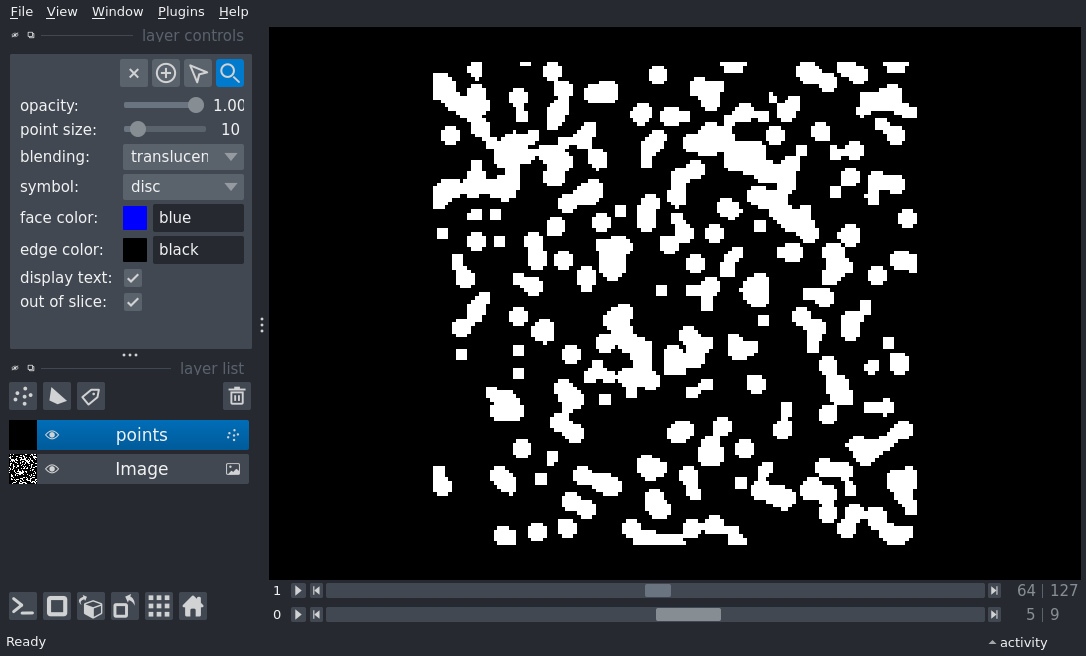 File View Window Plugins Help
layer controls
opacity: 1.00
point size: 10
blending: translucen
symbol: disc
face color: blue
edge color: black
display text:
out of slice:
layer list
points
Image
1 64 127
0 5 9
Ready activity